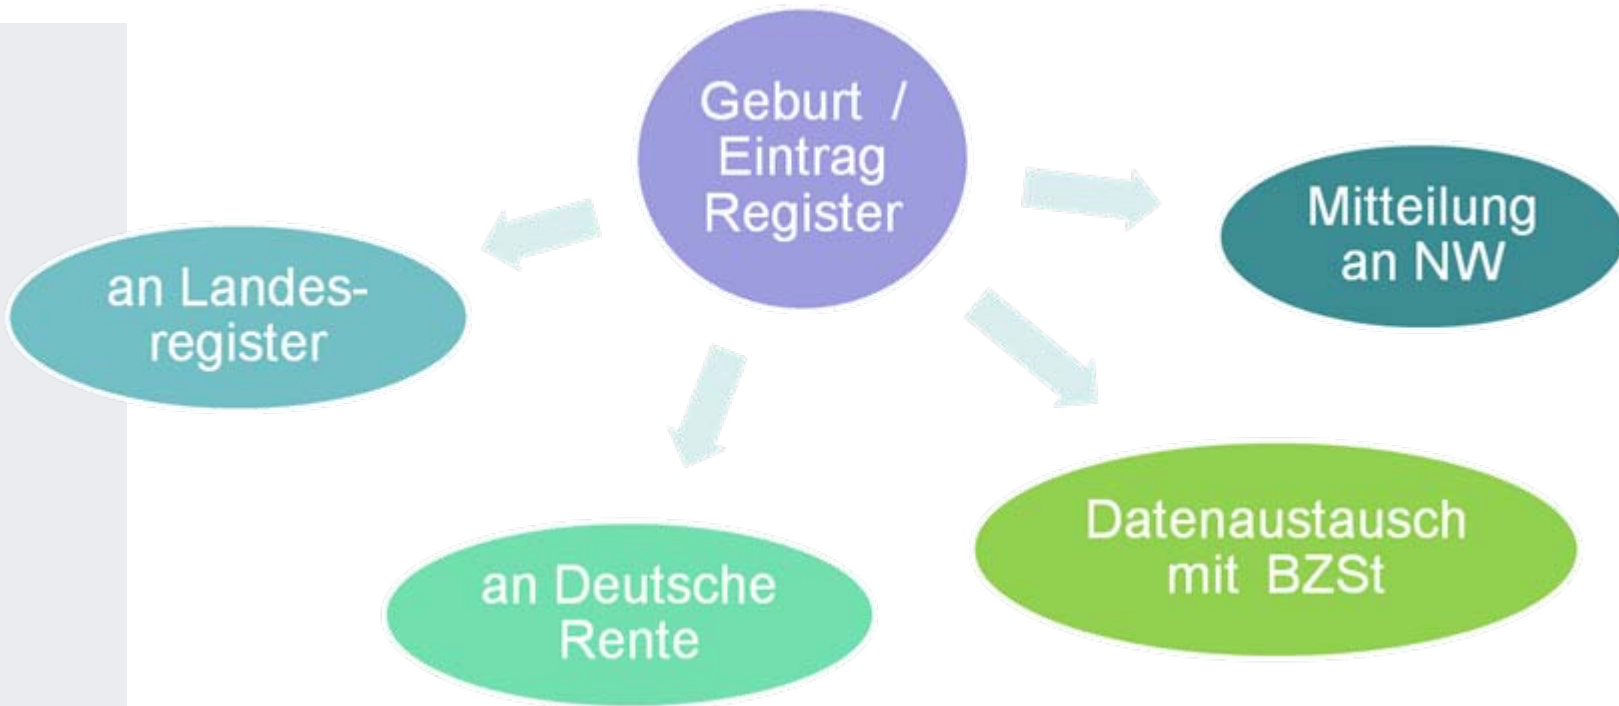 Geburt /
Eintrag
Register
Mitteilung
an NW
an Landes-
register
Datenaustausch
mit BZSt
an Deutsche
Rente